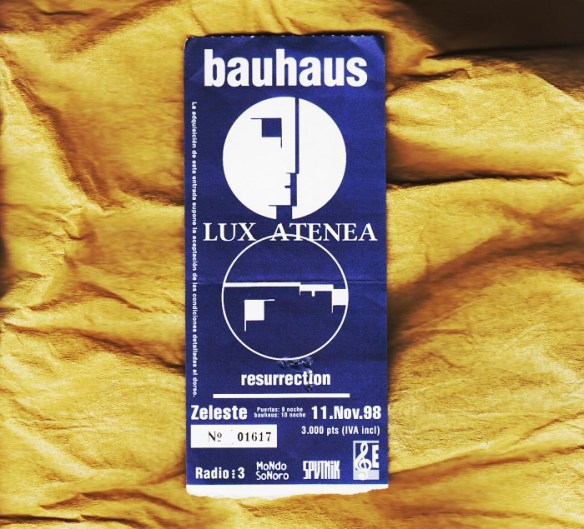 bauhaus
La adquisición de esta entrada supone la aceptación de las condiciones detalladas al dorso.
LUX ATENEA
resurrection
Zeleste Puertas: 9 noche 11.Nov.98
bauhaus: 10 noche
Nº 01617 3.000 pts (IVA incl)
Radio:3 MoNdo SoNoro SPUTNiK E